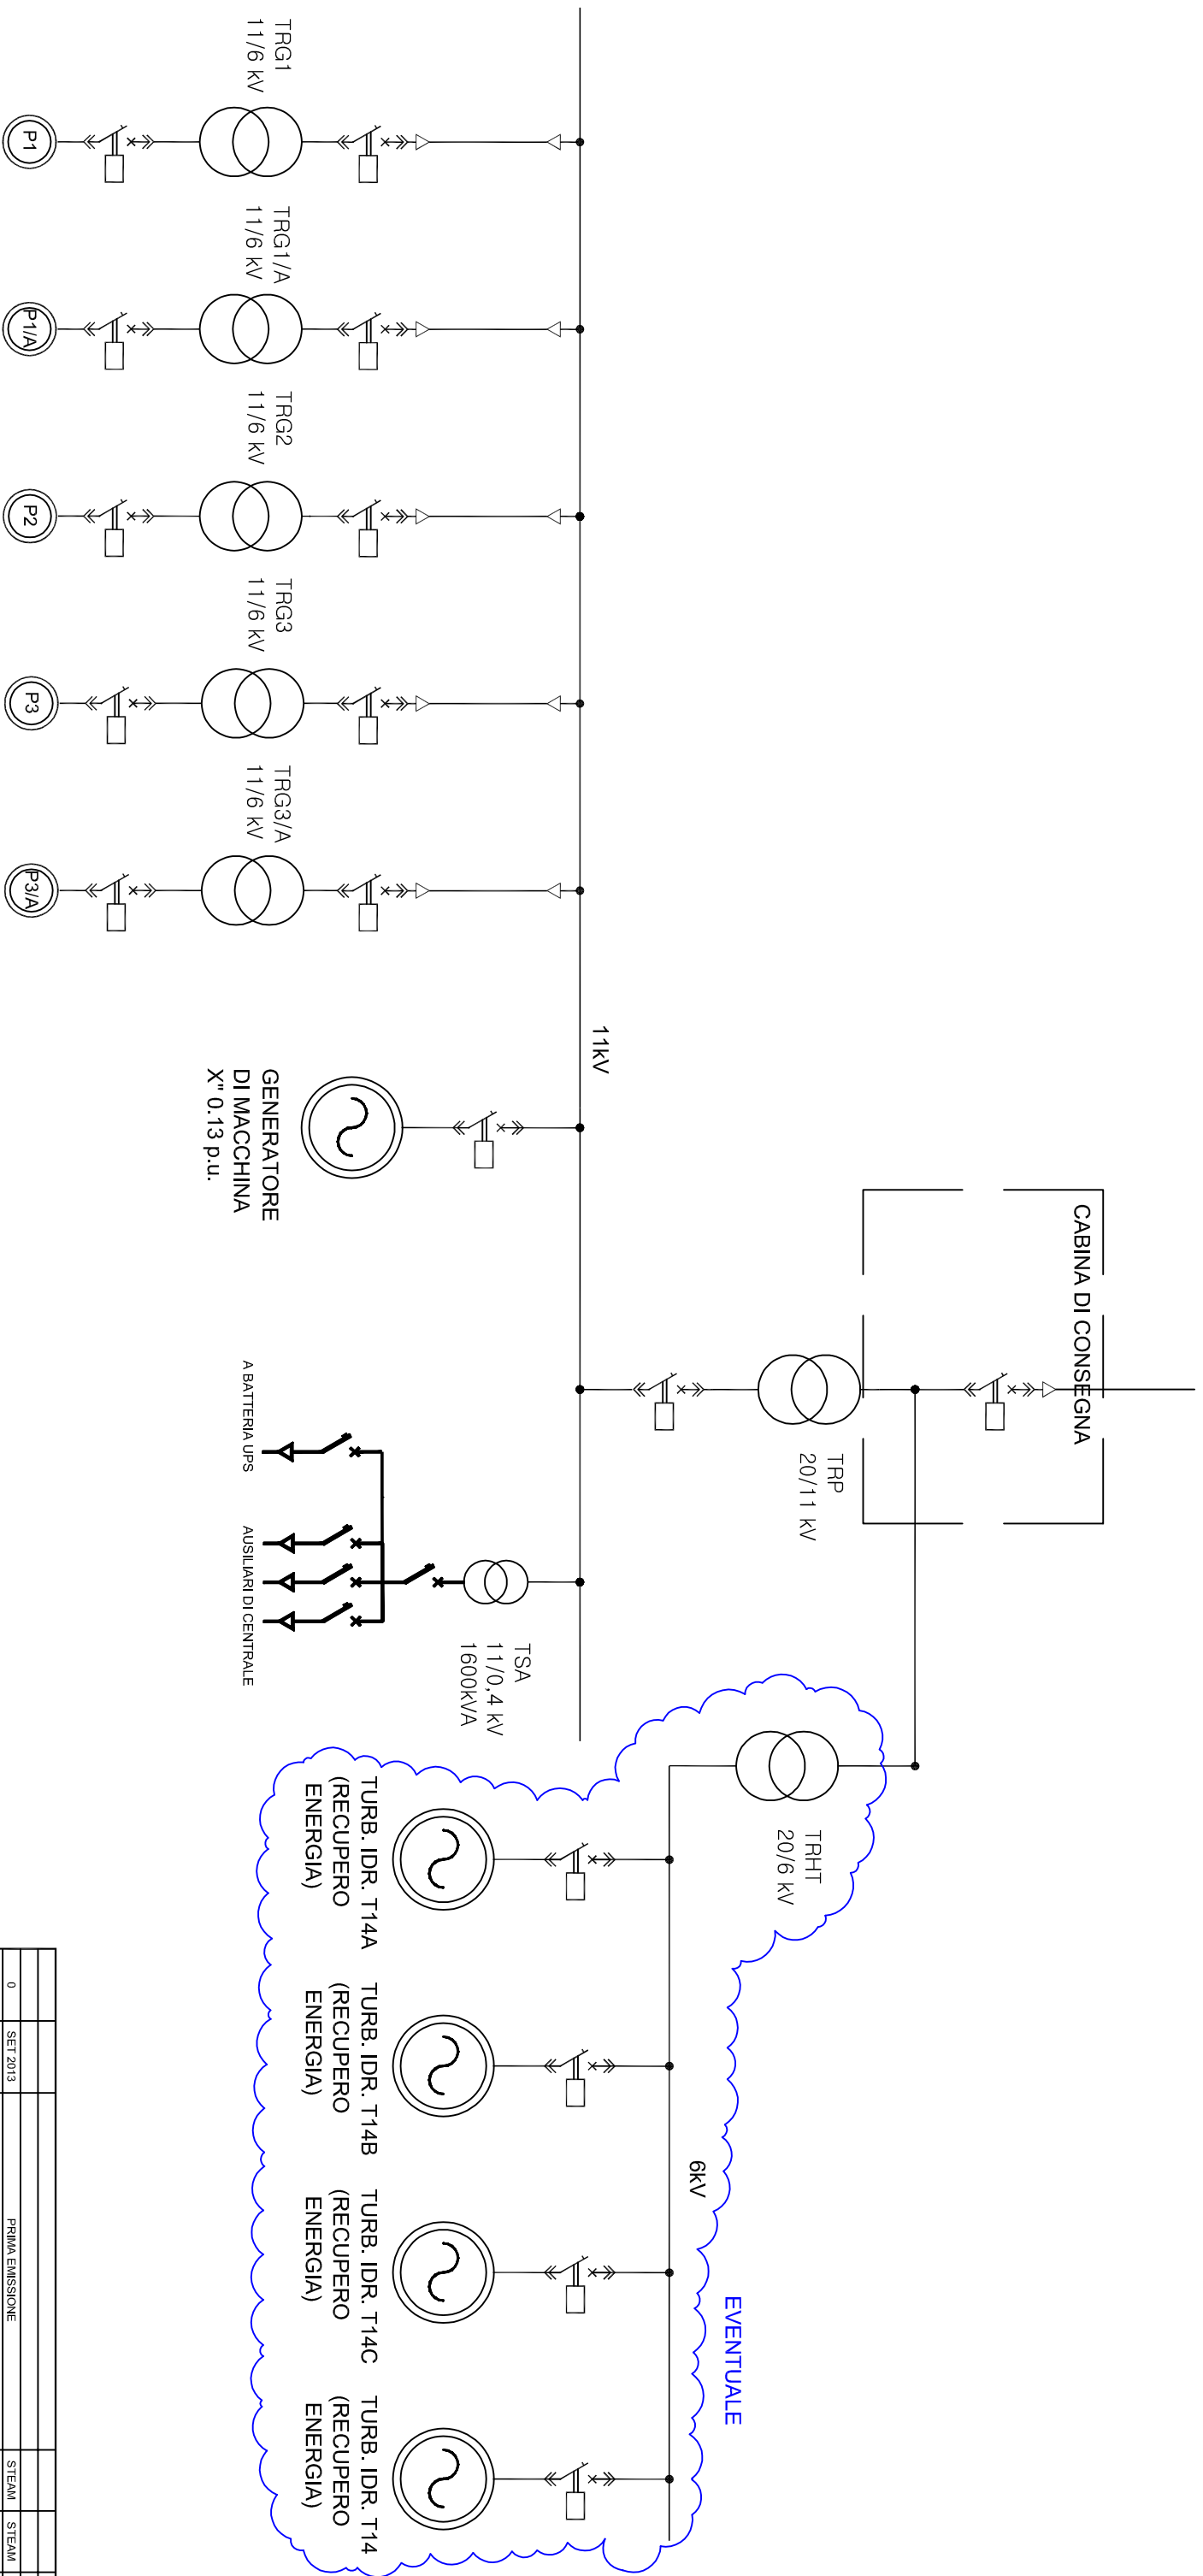 CABINA DI CONSEGNA
TRP
20/11 kV
TRHT
20/6 kV
EVENTUALE
6kV
11kV
TSA
11/0,4 kV
1600kVA
TRG1
11/6 kV
TRG1/A
11/6 kV
TRG2
11/6 kV
TRG3
11/6 kV
TRG3/A
11/6 kV
GENERATORE
DI MACCHINA
X" 0.13 p.u.
A BATTERIA UPS
AUSILIARI DI CENTRALE
TURB. IDR. T14A
(RECUPERO
ENERGIA)
TURB. IDR. T14B
(RECUPERO
ENERGIA)
TURB. IDR. T14C
(RECUPERO
ENERGIA)
TURB. IDR. T14
(RECUPERO
ENERGIA)
P1
P1/A
P2
P3
P3/A
0 SET 2013 PRIMA EMISSIONE STEAM STEAM